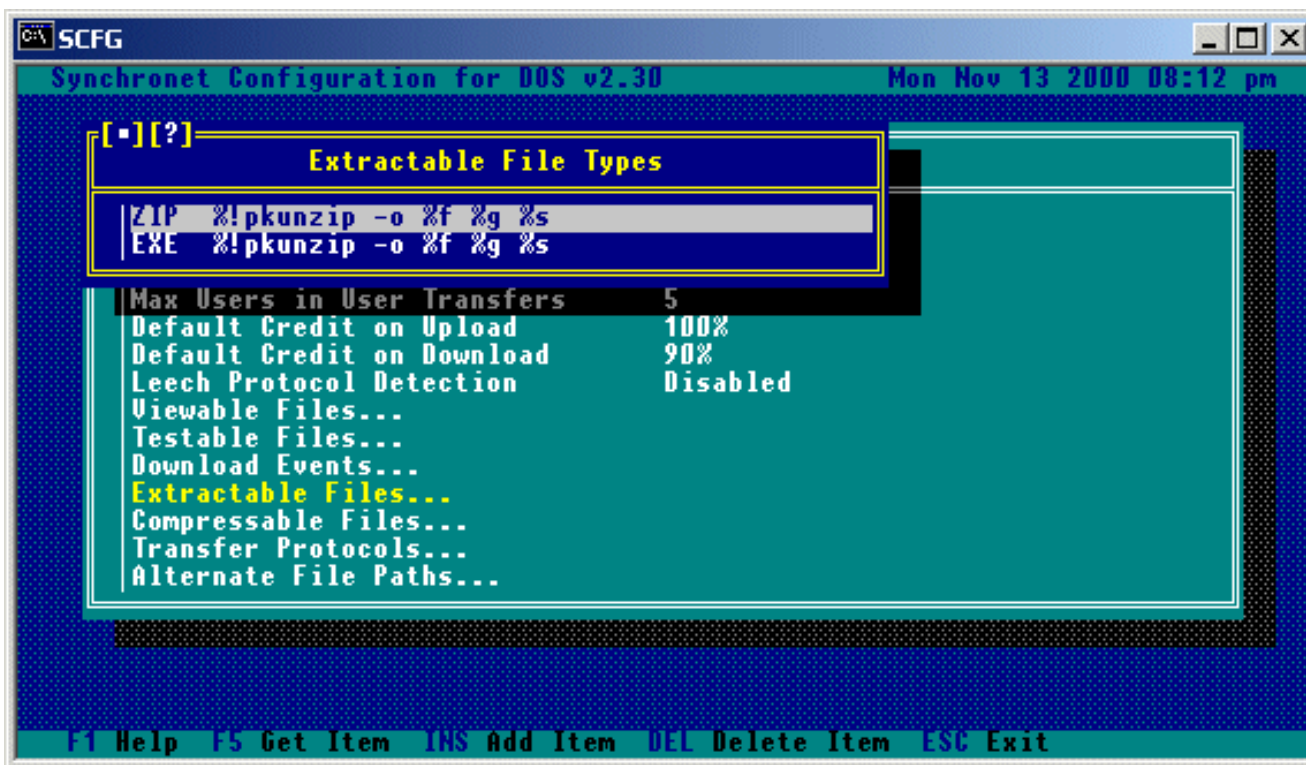 SCFG
Synchronet Configuration for DOS v2.30 Mon Nov 13 2000 08:12 pm
[▪][?]
Extractable File Types
ZIP %!pkunzip -o %f %g %s
EXE %!pkunzip -o %f %g %s
Max Users in User Transfers 5
Default Credit on Upload 100%
Default Credit on Download 90%
Leech Protocol Detection Disabled
Viewable Files...
Testable Files...
Download Events...
Extractable Files...
Compressable Files...
Transfer Protocols...
Alternate File Paths...
F1 Help F5 Get Item INS Add Item DEL Delete Item ESC Exit